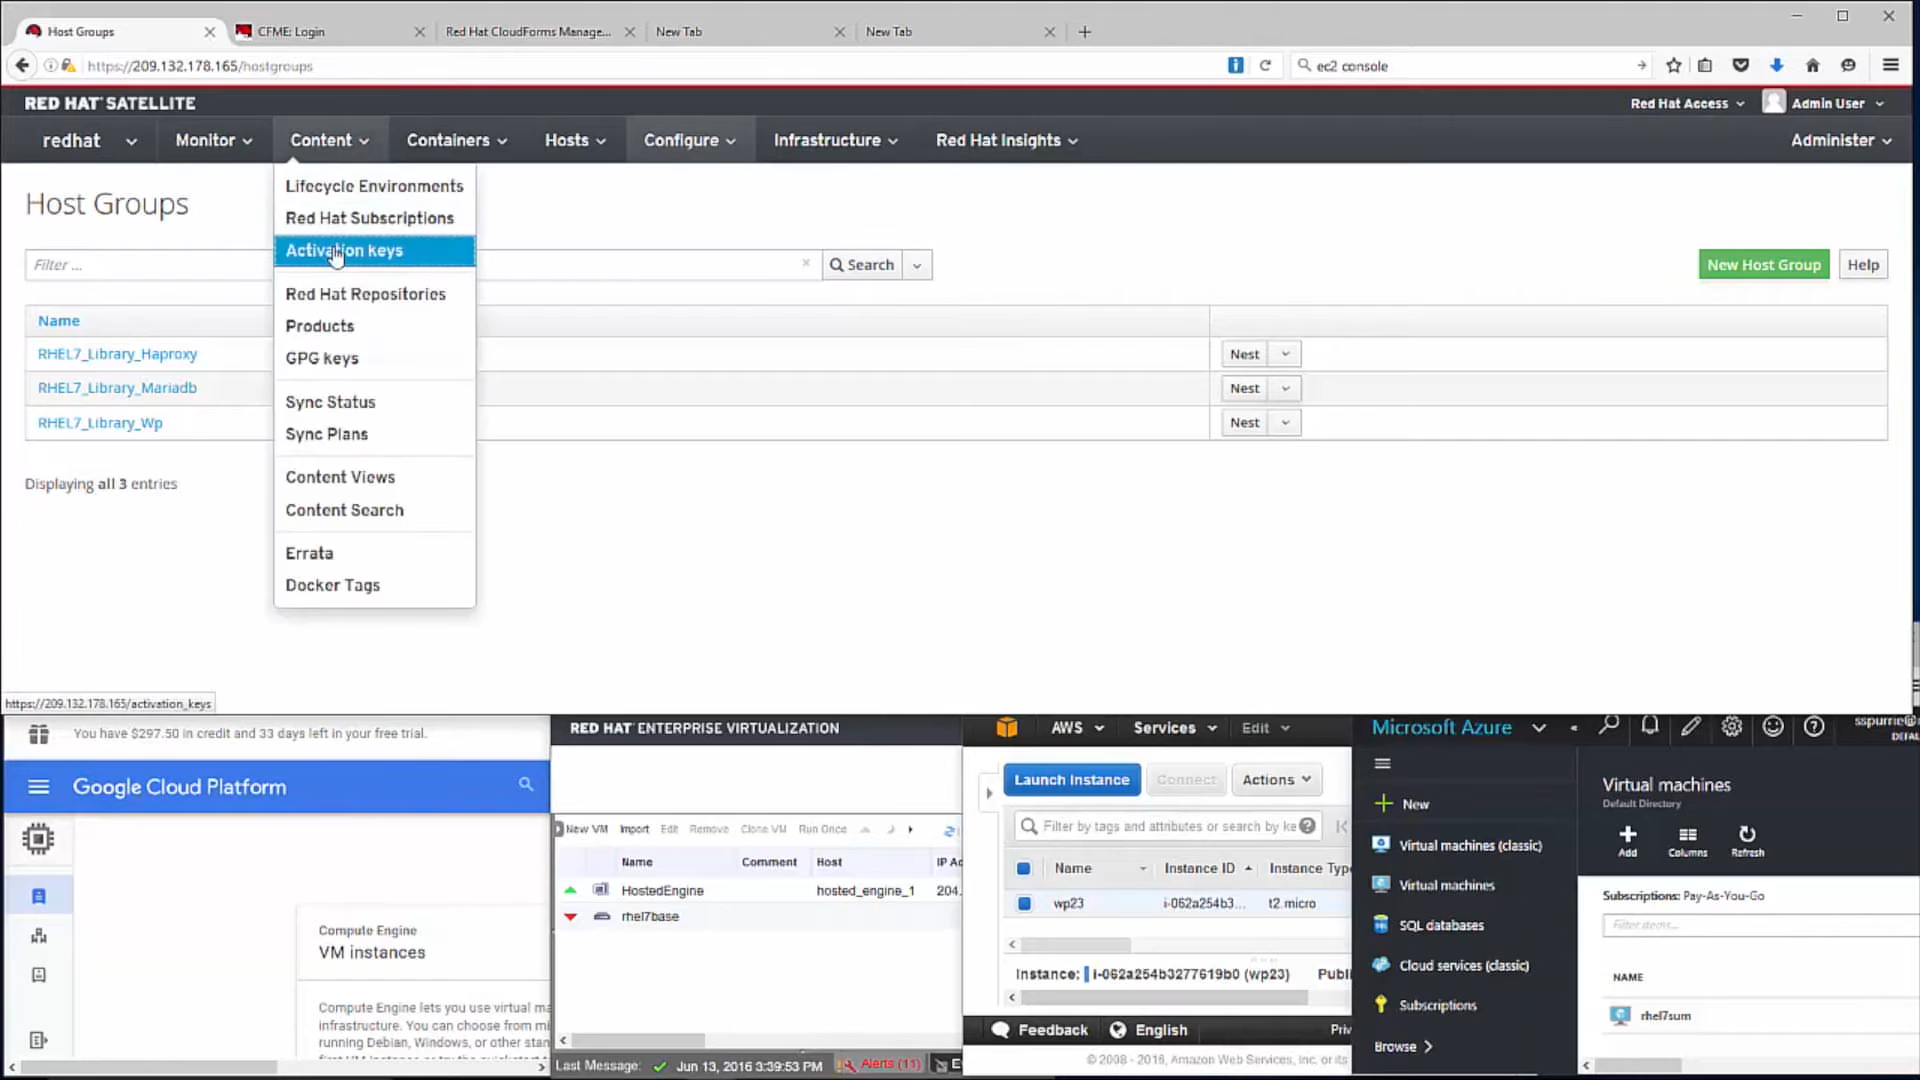 Host Groups
CFME: Login
Red Hat CloudForms Manage...
New Tab
New Tab
https://209.132.178.165/hostgroups
ec2 console
RED HAT SATELLITE
Red Hat Access
Admin User
redhat
Monitor
Content
Containers
Hosts
Configure
Infrastructure
Red Hat Insights
Administer
Host Groups
Lifecycle Environments
Red Hat Subscriptions
Activation keys
Red Hat Repositories
Products
GPG keys
Sync Status
Sync Plans
Content Views
Content Search
Errata
Docker Tags
Filter ...
Search
New Host Group
Help
Name
RHEL7_Library_Haproxy
Nest
RHEL7_Library_Mariadb
Nest
RHEL7_Library_Wp
Nest
Displaying all 3 entries
https://209.132.178.165/activation_keys
You have $297.50 in credit and 33 days left in your free trial.
Google Cloud Platform
Compute Engine
VM instances
Compute Engine lets you use virtual ma
infrastructure. You can choose from mi
running Debian, Windows, or other stan
RED HAT ENTERPRISE VIRTUALIZATION
New VM
Import
Edit
Remove
Clone VM
Run Once
Name
Comment
Host
IP Ad
HostedEngine
hosted_engine_1
204.
rhel7base
Last Message:
Jun 13, 2016 3:39:53 PM
Alerts (11)
AWS
Services
Edit
Launch Instance
Connect
Actions
Filter by tags and attributes or search by ke
Name
Instance ID
Instance Typ
wp23
i-062a254b3...
t2.micro
Instance:
i-062a254b3277619b0 (wp23)
Publi
Feedback
English
Priv
© 2008 - 2016, Amazon Web Services, Inc. or its
Microsoft Azure
sspurrie@
DEFAU
New
Virtual machines (classic)
Virtual machines
SQL databases
Cloud services (classic)
Subscriptions
Browse
Virtual machines
Default Directory
Add
Columns
Refresh
Subscriptions: Pay-As-You-Go
Filter items...
NAME
rhel7sum